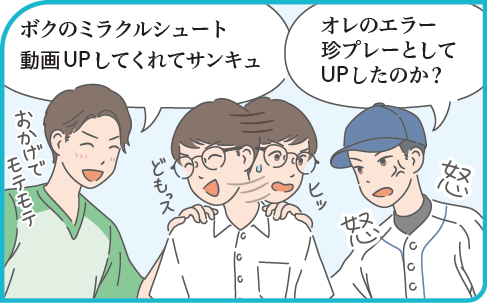 ボクのミラクルシュート
動画UPしてくれてサンキュ
オレのエラー
珍プレーとして
UPしたのか？
おかげで
モテモテ
どもっス
ヒッ
怒
怒